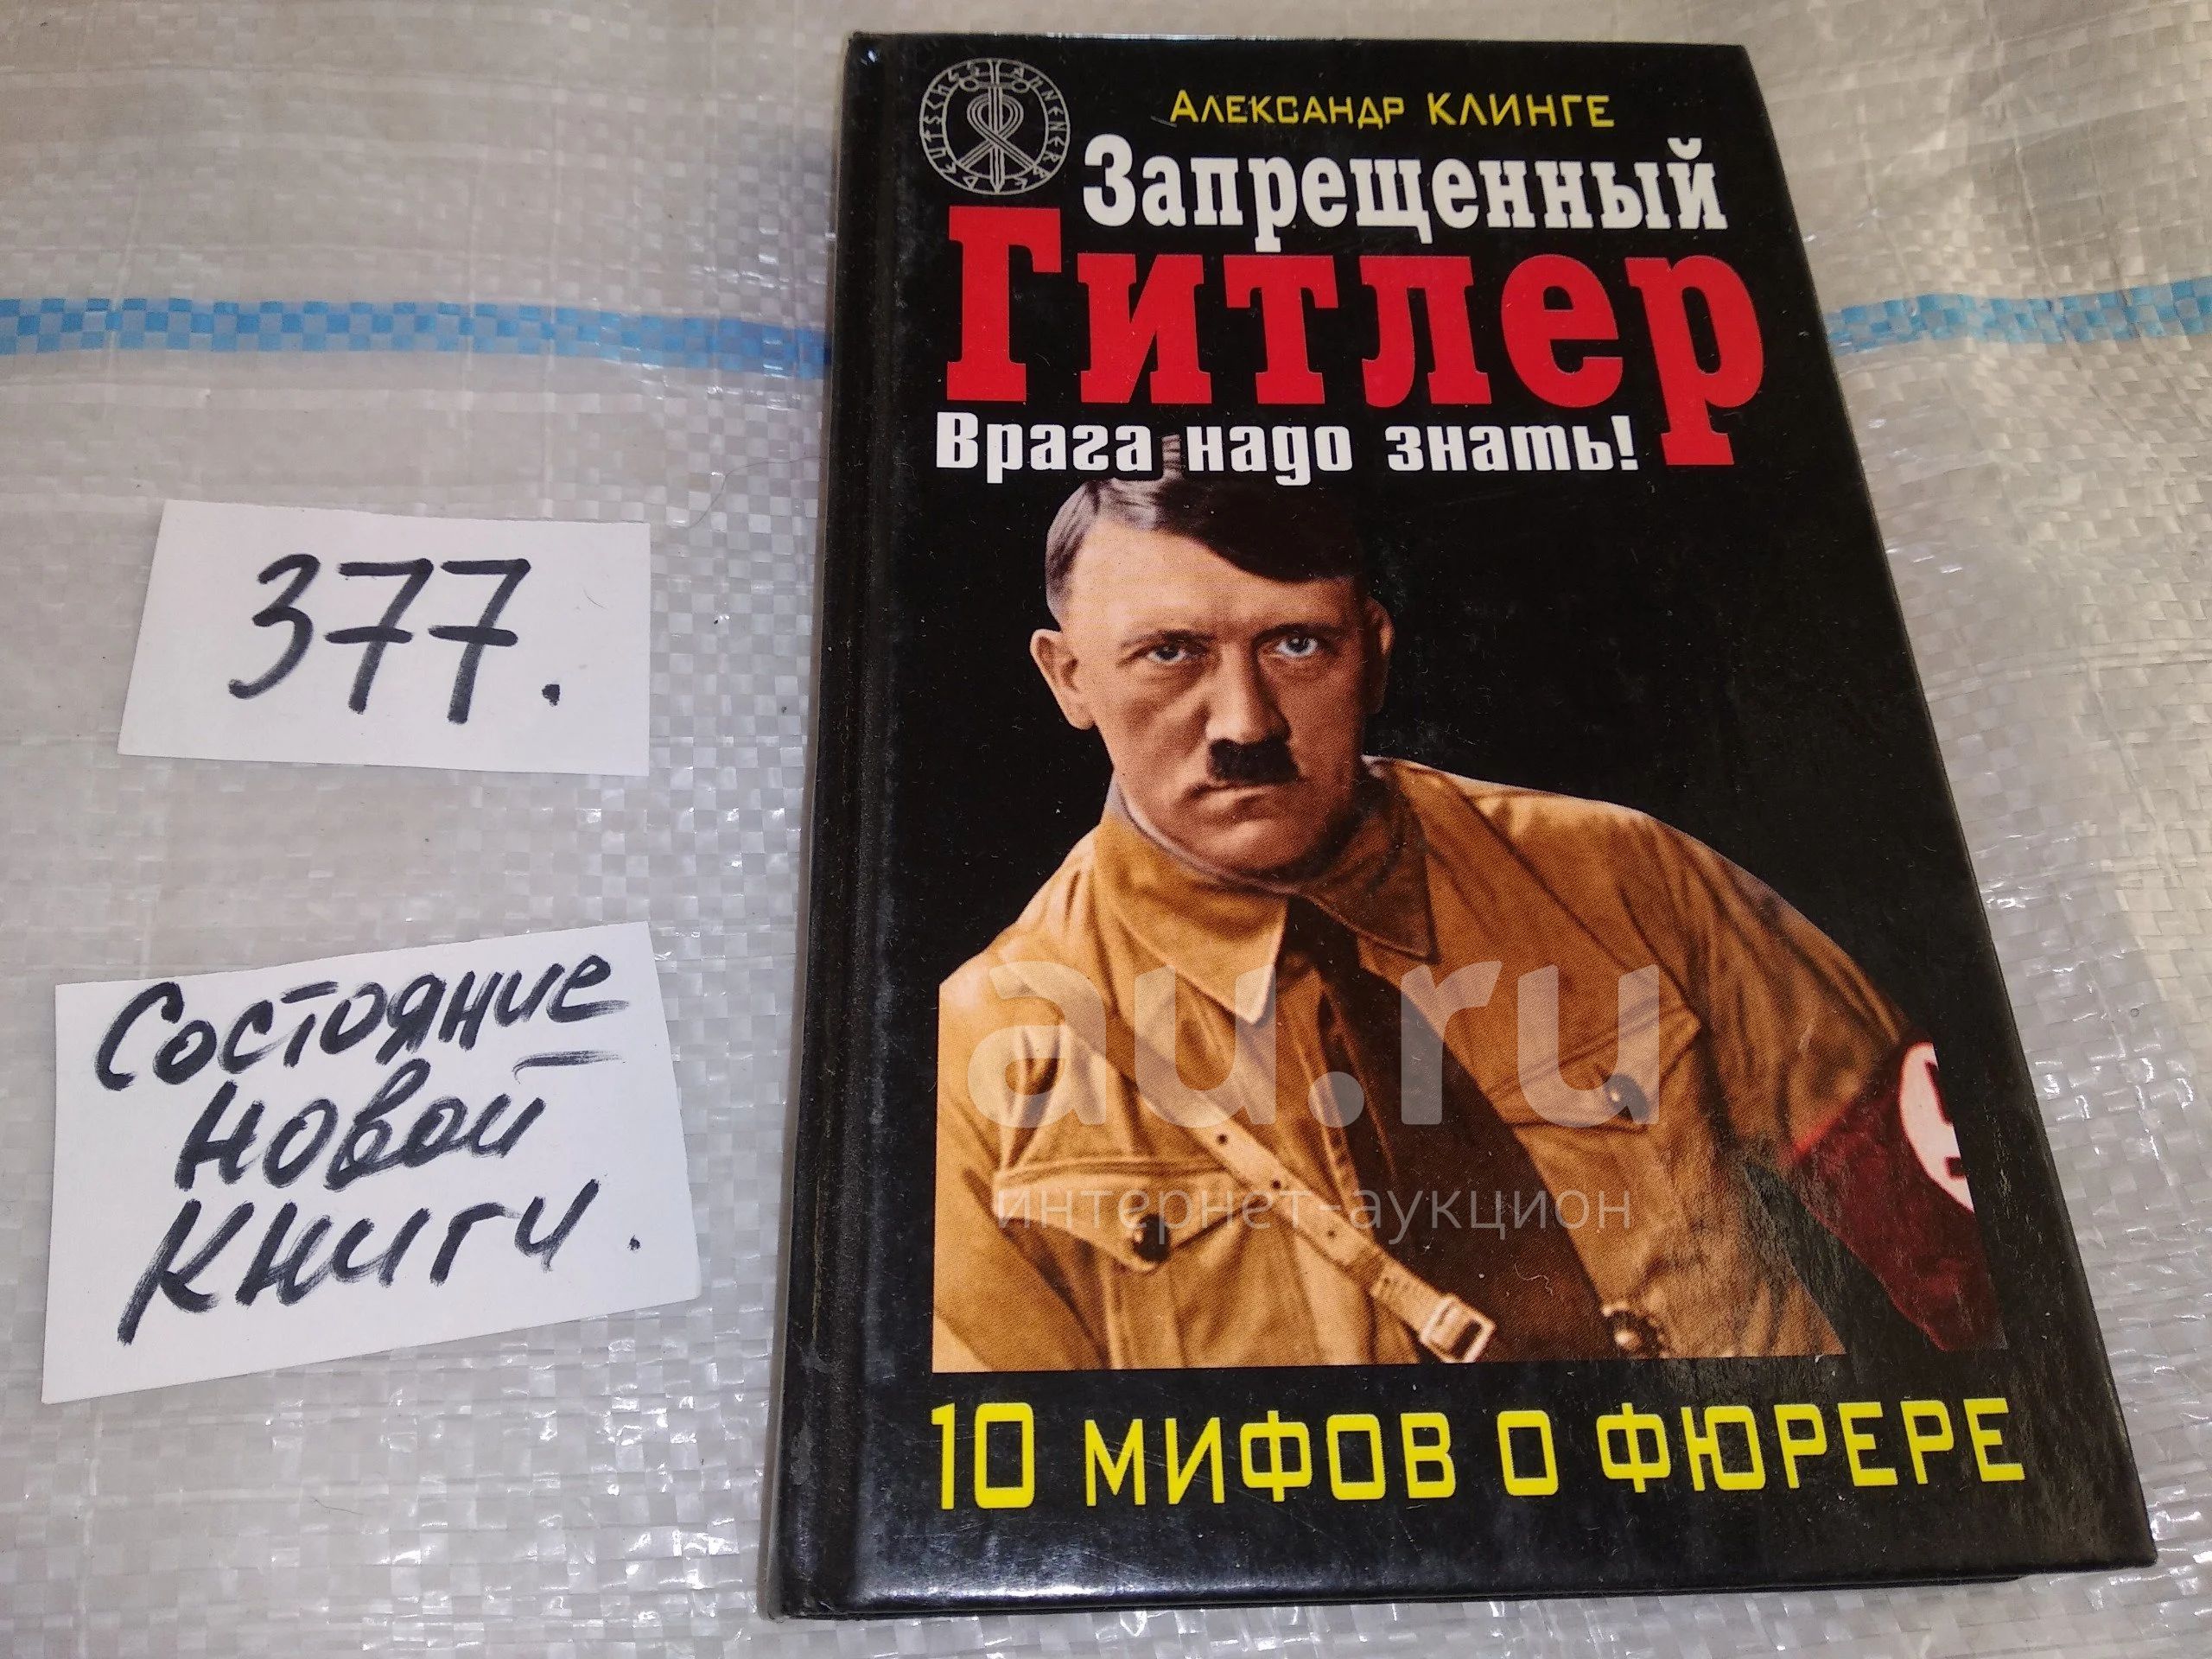 Александр КЛИНГЕ
Запрещенный
Гитлер
Врага надо знать!
377.
Состояние
новой
книги.
au.ru
интернет-аукцион
10 МИФОВ О ФЮРЕРЕ